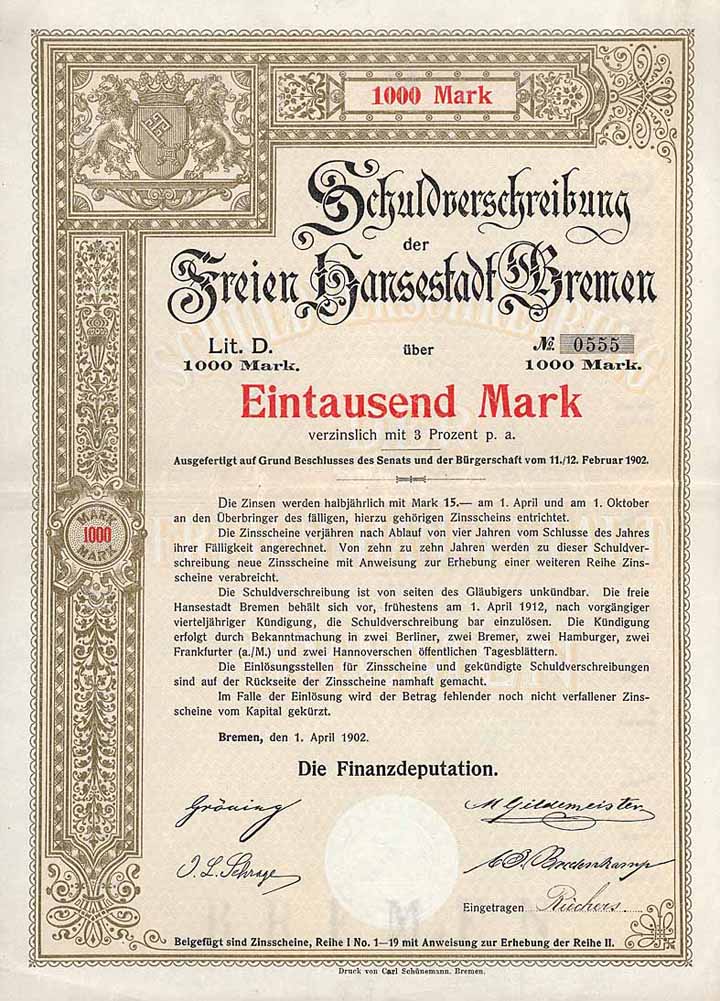 1000 Mark
Schuldverschreibung
der
Freien Hansestadt Bremen
Lit. D. über № 0555
1000 Mark. 1000 Mark.
Eintausend Mark
verzinslich mit 3 Prozent p. a.
Ausgefertigt auf Grund Beschlusses des Senats und der Bürgerschaft vom 11./12. Februar 1902.
Die Zinsen werden halbjährlich mit Mark 15.— am 1. April und am 1. Oktober
an den Überbringer des fälligen, hierzu gehörigen Zinsscheins entrichtet.
Die Zinsscheine verjähren nach Ablauf von vier Jahren vom Schlusse des Jahres
ihrer Fälligkeit angerechnet. Von zehn zu zehn Jahren werden zu dieser Schuldver-
schreibung neue Zinsscheine mit Anweisung zur Erhebung einer weiteren Reihe Zins-
scheine verabreicht.
Die Schuldverschreibung ist von seiten des Gläubigers unkündbar. Die freie
Hansestadt Bremen behält sich vor, frühestens am 1. April 1912, nach vorgängiger
vierteljähriger Kündigung, die Schuldverschreibung bar einzulösen. Die Kündigung
erfolgt durch Bekanntmachung in zwei Berliner, zwei Bremer, zwei Hamburger, zwei
Frankfurter (a./M.) und zwei Hannoverschen öffentlichen Tagesblättern.
Die Einlösungsstellen für Zinsscheine und gekündigte Schuldverschreibungen
sind auf der Rückseite der Zinsscheine namhaft gemacht.
Im Falle der Einlösung wird der Betrag fehlender noch nicht verfallener Zins-
scheine vom Kapital gekürzt.
MARK
1000
MARK
Bremen, den 1. April 1902.
Die Finanzdeputation.
Gröning M Gildemeister
J. L. Schrage Bredenkamp
Eingetragen Rüchers
Belgefügt sind Zinsscheine, Reihe I No. 1–19 mit Anweisung zur Erhebung der Reihe II.
Druck von Carl Schünemann, Bremen.